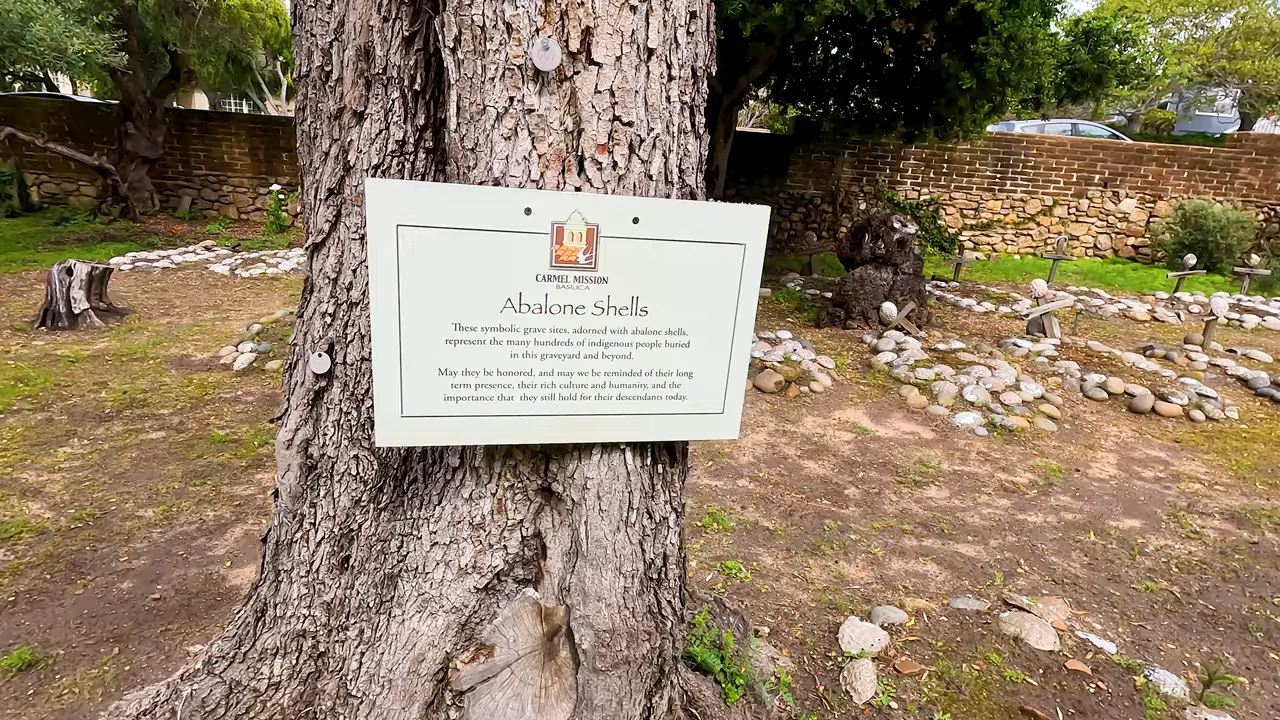 CARMEL MISSION
BASILICA
Abalone Shells
These symbolic grave sites, adorned with abalone shells,
represent the many hundreds of indigenous people buried
in this graveyard and beyond.
May they be honored, and may we be reminded of their long
term presence, their rich culture and humanity, and the
importance that they still hold for their descendants today.